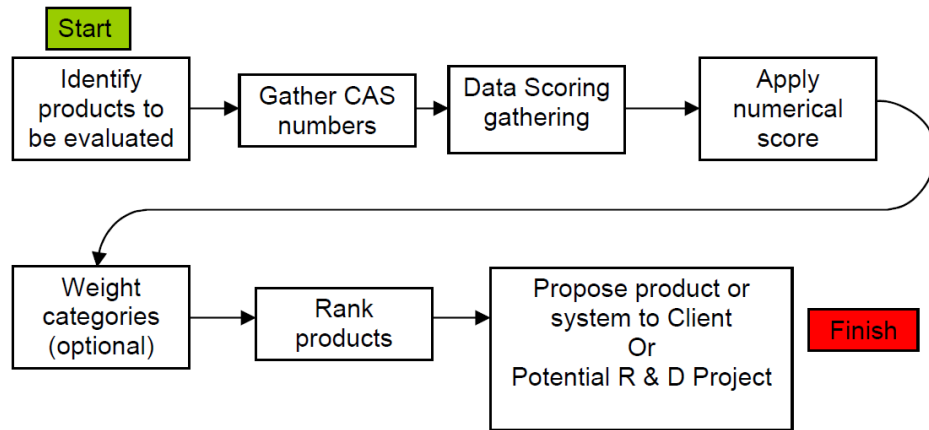 Start
Identify
products to
be evaluated
Gather CAS
numbers
Data Scoring
gathering
Apply
numerical
score
Weight
categories
(optional)
Rank
products
Propose product or
system to Client
Or
Potential R & D Project
Finish